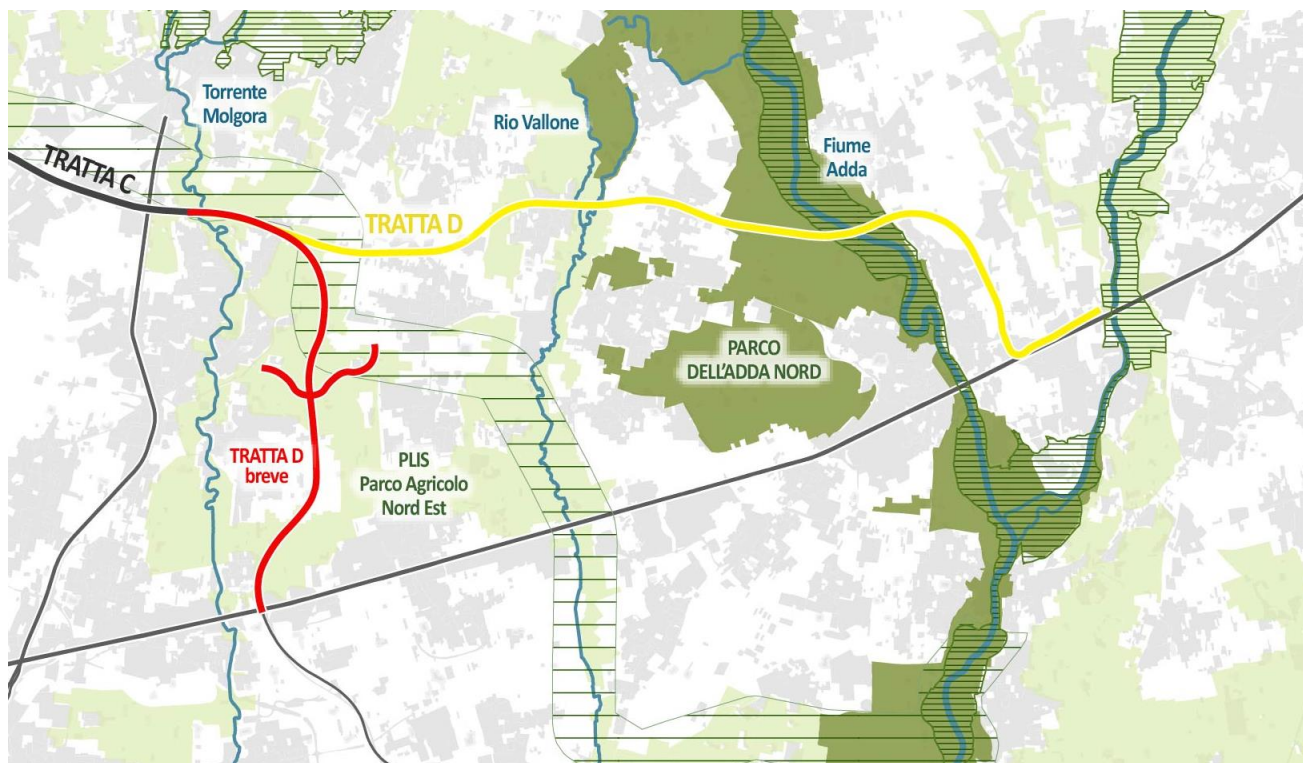 Torrente
Molgora
Rio Vallone
Fiume
Adda
TRATTA C
TRATTA D
PARCO
DELL'ADDA NORD
TRATTA D
breve
PLIS
Parco Agricolo
Nord Est